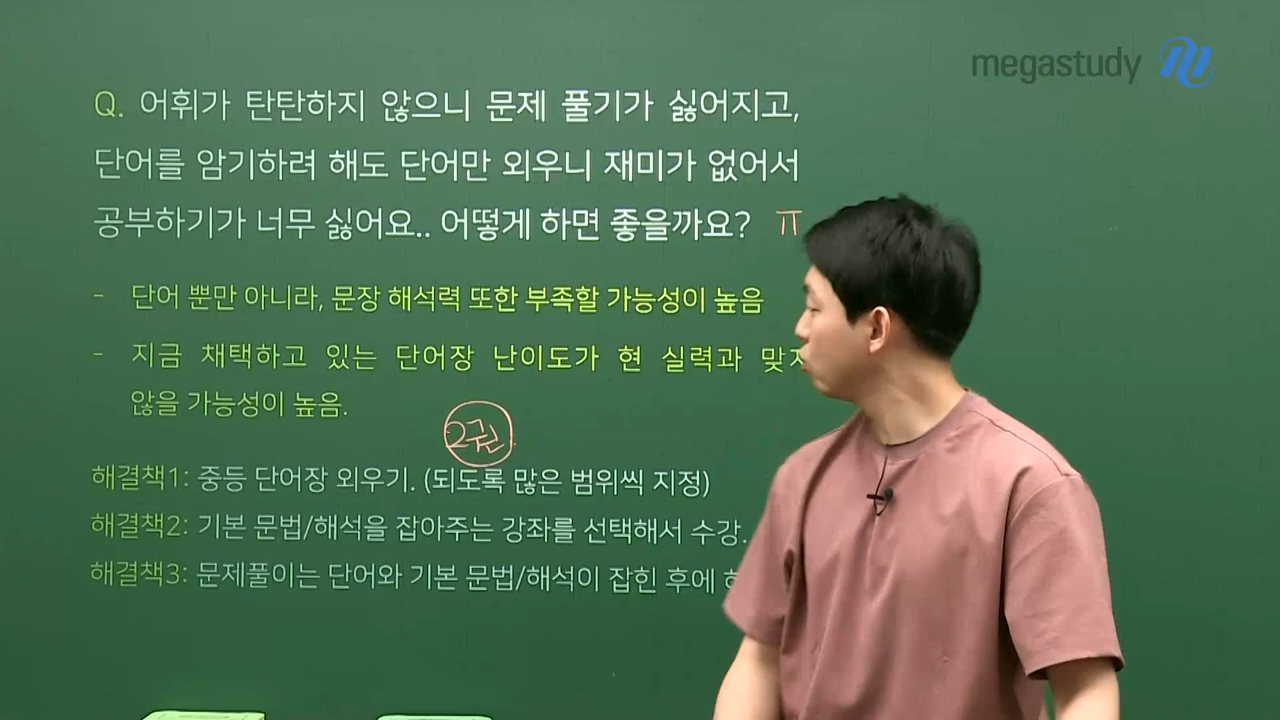 megastudy
Q. 어휘가 탄탄하지 않으니 문제 풀기가 싫어지고,
단어를 암기하려 해도 단어만 외우니 재미가 없어서
공부하기가 너무 싫어요.. 어떻게 하면 좋을까요? ㅠ
- 단어 뿐만 아니라, 문장 해석력 또한 부족할 가능성이 높음
- 지금 채택하고 있는 단어장 난이도가 현 실력과 맞지
않을 가능성이 높음.
2권
해결책1: 중등 단어장 외우기. (되도록 많은 범위씩 지정)
해결책2: 기본 문법/해석을 잡아주는 강좌를 선택해서 수강.
해결책3: 문제풀이는 단어와 기본 문법/해석이 잡힌 후에